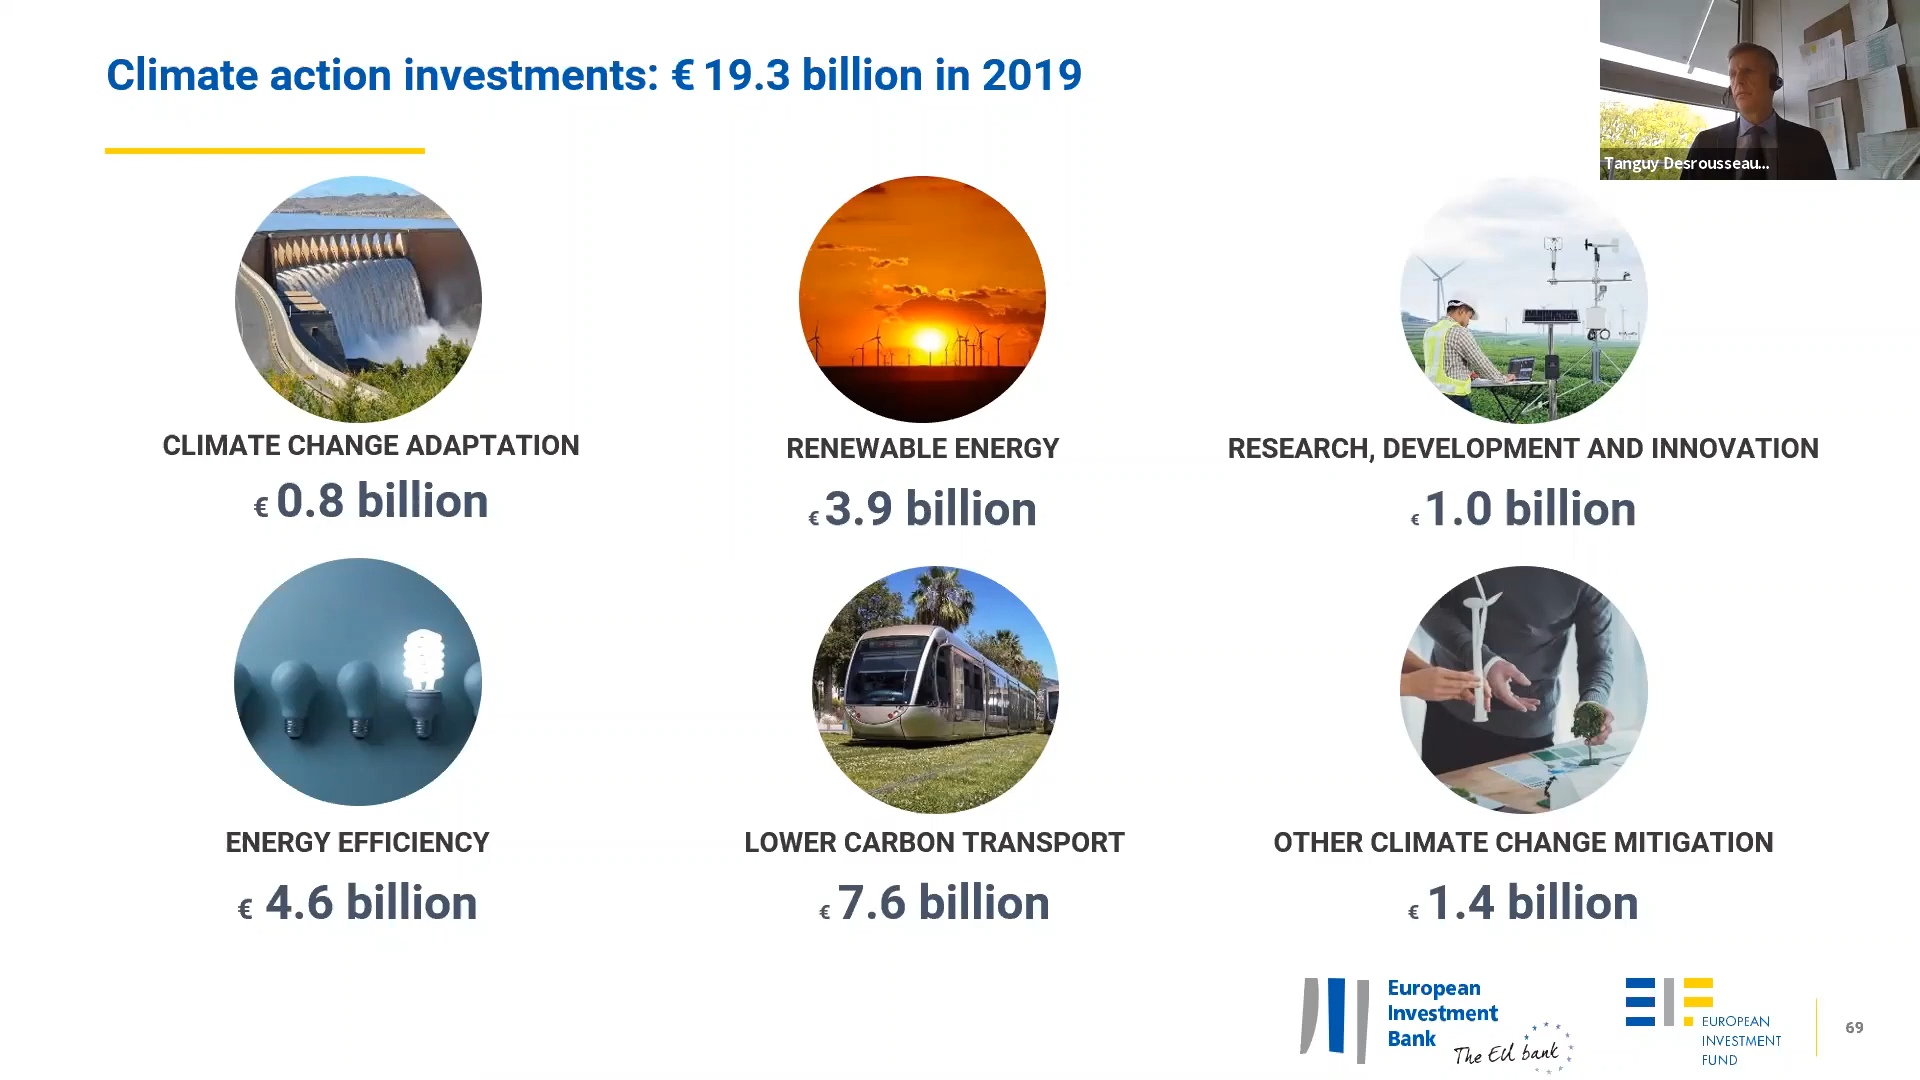 Climate action investments: € 19.3 billion in 2019
Tanguy Desrousseau...
CLIMATE CHANGE ADAPTATION
€ 0.8 billion
RENEWABLE ENERGY
€ 3.9 billion
RESEARCH, DEVELOPMENT AND INNOVATION
€ 1.0 billion
ENERGY EFFICIENCY
€ 4.6 billion
LOWER CARBON TRANSPORT
€ 7.6 billion
OTHER CLIMATE CHANGE MITIGATION
€ 1.4 billion
European
Investment
Bank
The EU bank
EIF
EUROPEAN
INVESTMENT
FUND
69